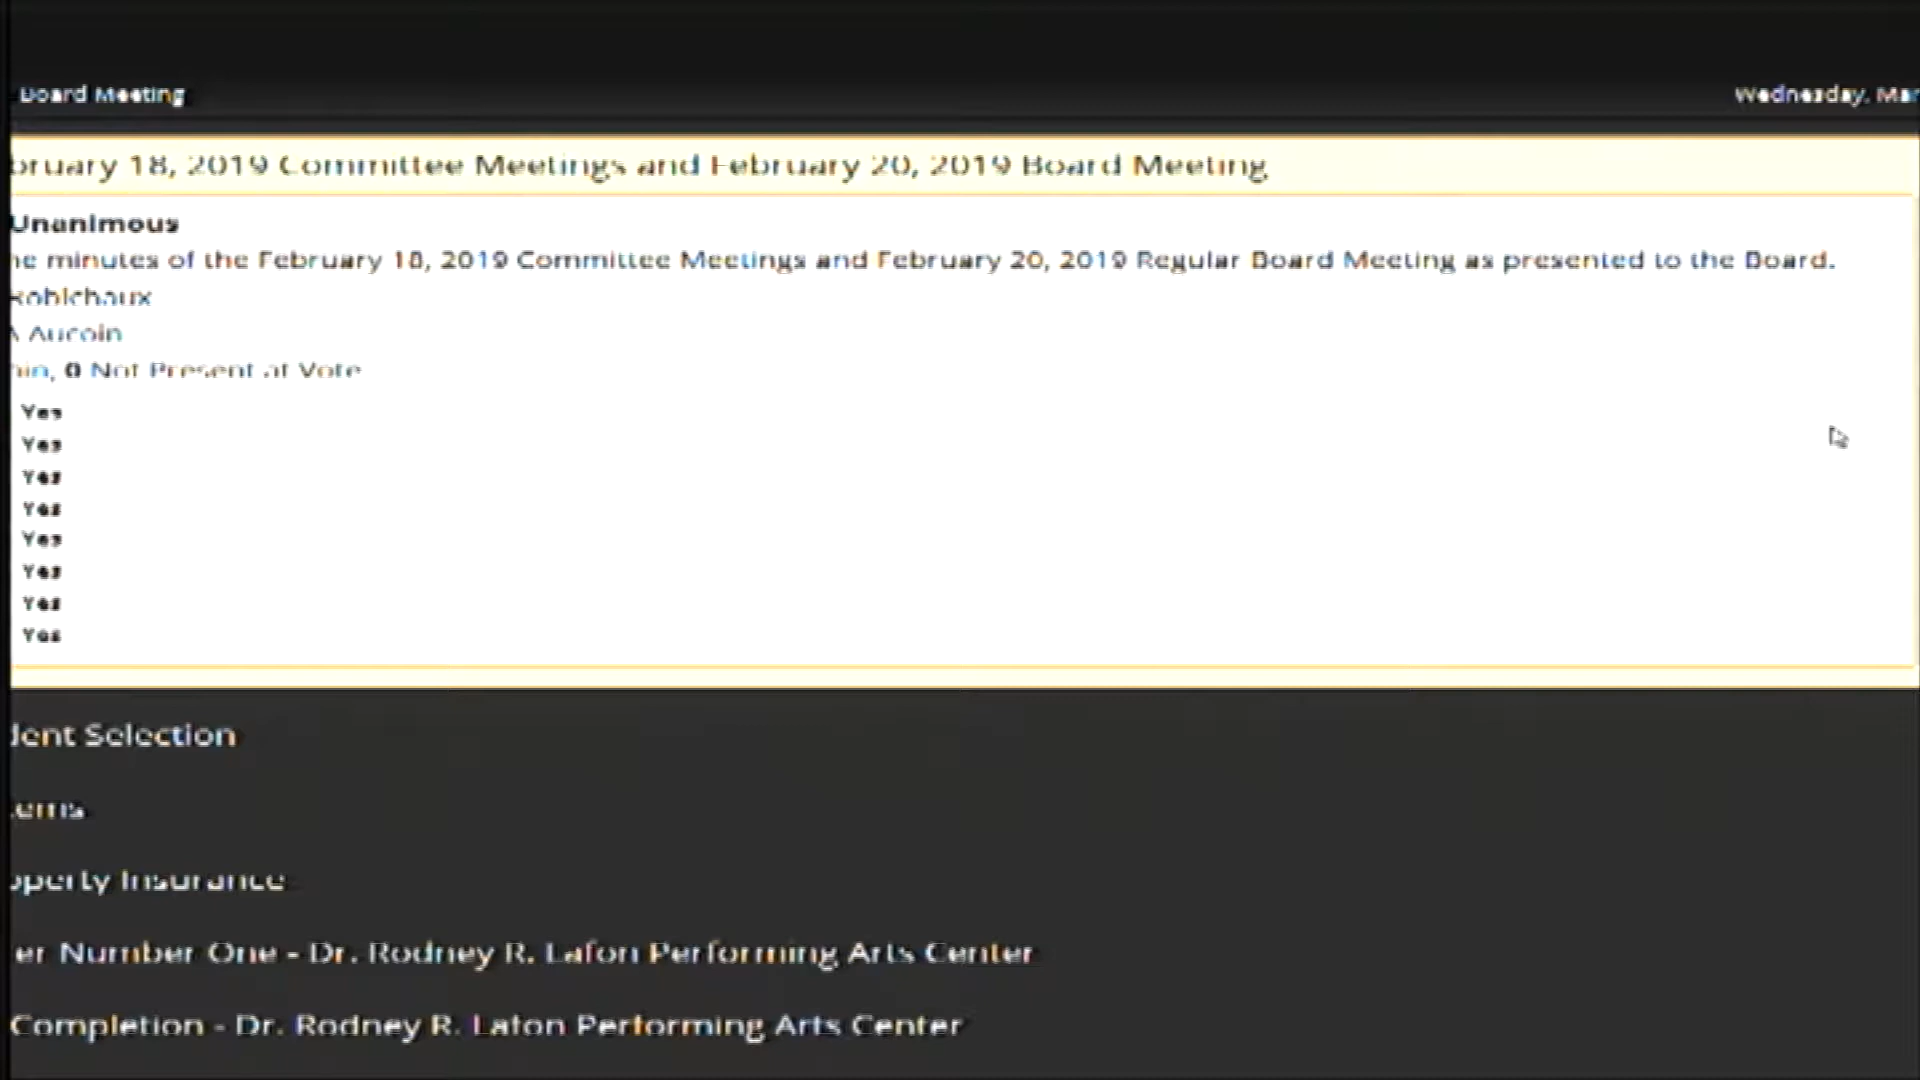 Board Meeting
Wednesday, Mar
bruary 18, 2019 Committee Meetings and February 20, 2019 Board Meeting
Unanimous
he minutes of the February 18, 2019 Committee Meetings and February 20, 2019 Regular Board Meeting as presented to the Board.
Robichaux
A Aucoin
ain, 0 Not Present at Vote
Yes
Yes
Yes
Yes
Yes
Yes
Yes
Yes
dent Selection
tems
operty Insurance
er Number One - Dr. Rodney R. Lafon Performing Arts Center
Completion - Dr. Rodney R. Lafon Performing Arts Center